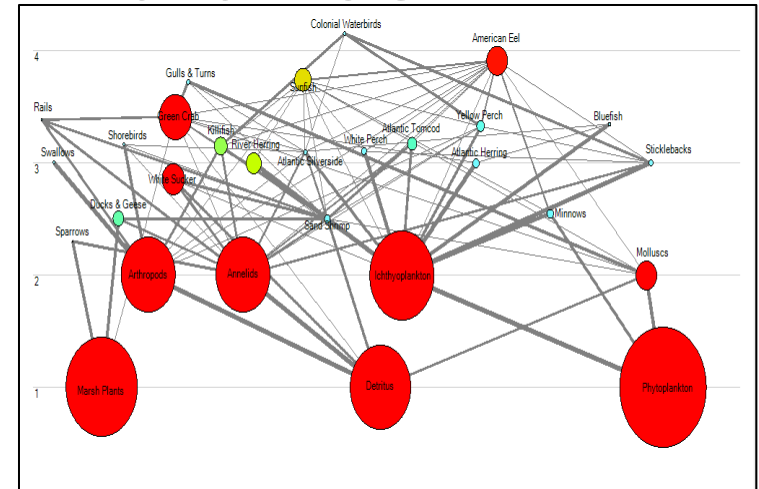 Colonial Waterbirds
American Eel
4
Gulls & Turns
Sunfish
Rails
Green Crab
Killifish
Shorebirds
River Herring
Atlantic Tomcod
Yellow Perch
Bluefish
White Perch
Swallows
Atlantic Silverside
Atlantic Herring
Sticklebacks
3
White Sucker
Ducks & Geese
Minnows
Sand Shrimp
Sparrows
Molluscs
2
Arthropods
Annelids
Ichthyoplankton
1
Marsh Plants
Detritus
Phytoplankton